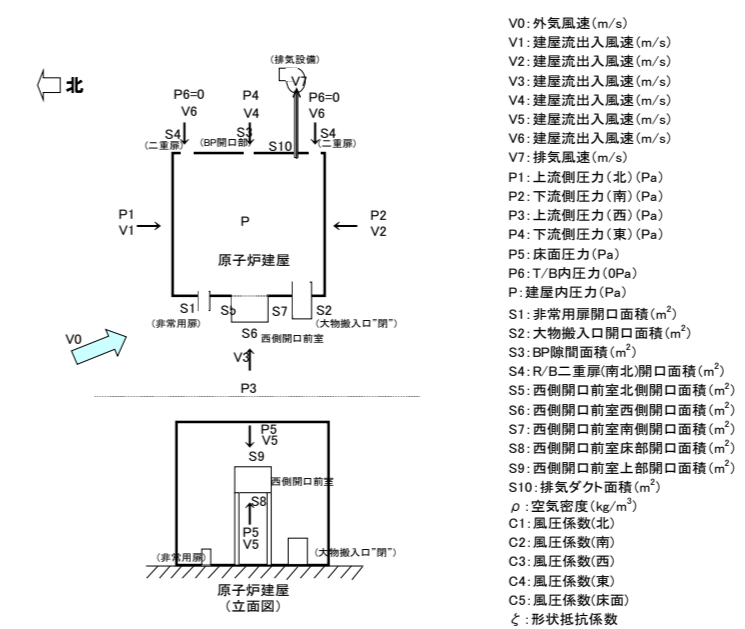 (排気設備)
V7
北
P6=0
V6
S4
(二重扉)
P4
V4
S3
(BP開口部)
S10
P6=0
V6
S4
(二重扉)
P1
V1
P
P2
V2
原子炉建屋
S1
(非常用扉)
S5
S7
S2
(大物搬入口"閉")
S6
西側開口前室
V0
V3
P3
P5
V5
S9
西側開口前室
S8
P5
V5
(非常用扉)
(大物搬入口"閉")
原子炉建屋
(立面図)
V0:外気風速(m/s)
V1:建屋流出入風速(m/s)
V2:建屋流出入風速(m/s)
V3:建屋流出入風速(m/s)
V4:建屋流出入風速(m/s)
V5:建屋流出入風速(m/s)
V6:建屋流出入風速(m/s)
V7:排気風速(m/s)
P1:上流側圧力(北)(Pa)
P2:下流側圧力(南)(Pa)
P3:上流側圧力(西)(Pa)
P4:下流側圧力(東)(Pa)
P5:床面圧力(Pa)
P6:T/B内圧力(0Pa)
P:建屋内圧力(Pa)
S1:非常用扉開口面積(m²)
S2:大物搬入口開口面積(m²)
S3:BP隙間面積(m²)
S4:R/B二重扉(南北)開口面積(m²)
S5:西側開口前室北側開口面積(m²)
S6:西側開口前室西側開口面積(m²)
S7:西側開口前室南側開口面積(m²)
S8:西側開口前室床部開口面積(m²)
S9:西側開口前室上部開口面積(m²)
S10:排気ダクト面積(m²)
ρ:空気密度(kg/m³)
C1:風圧係数(北)
C2:風圧係数(南)
C3:風圧係数(西)
C4:風圧係数(東)
C5:風圧係数(床面)
ζ:形状抵抗係数